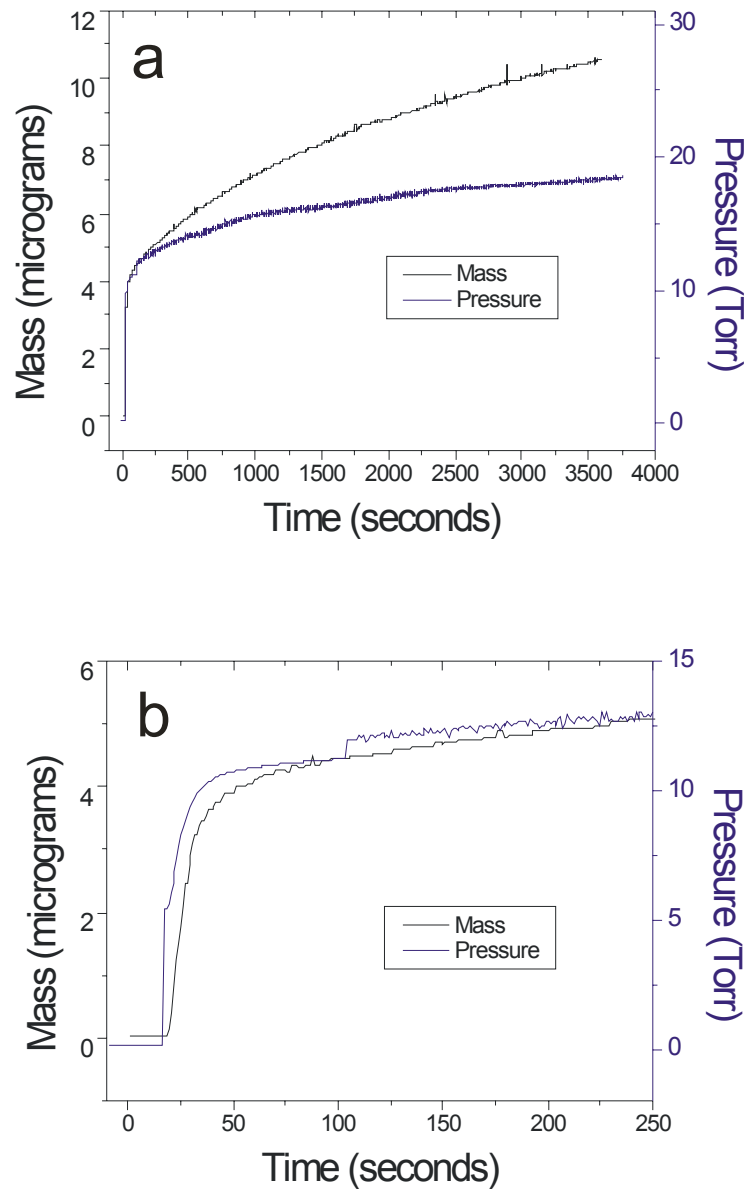 a
12
10
8
6
4
2
0
Mass (micrograms)
30
20
10
0
Pressure (Torr)
Mass
Pressure
0 500 1000 1500 2000 2500 3000 3500 4000
Time (seconds)
b
6
4
2
0
Mass (micrograms)
15
10
5
0
Pressure (Torr)
Mass
Pressure
0 50 100 150 200 250
Time (seconds)